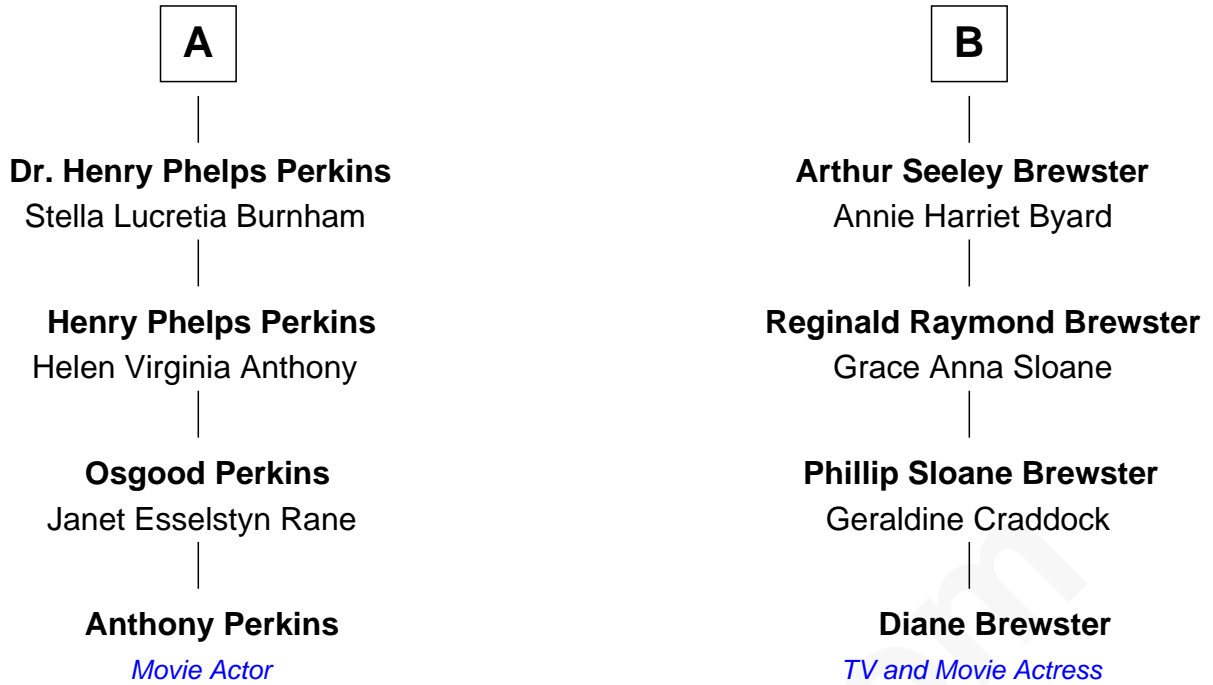 A
Dr. Henry Phelps Perkins
Stella Lucretia Burnham
Henry Phelps Perkins
Helen Virginia Anthony
Osgood Perkins
Janet Esselstyn Rane
Anthony Perkins
Movie Actor
B
Arthur Seeley Brewster
Annie Harriet Byard
Reginald Raymond Brewster
Grace Anna Sloane
Phillip Sloane Brewster
Geraldine Craddock
Diane Brewster
TV and Movie Actress